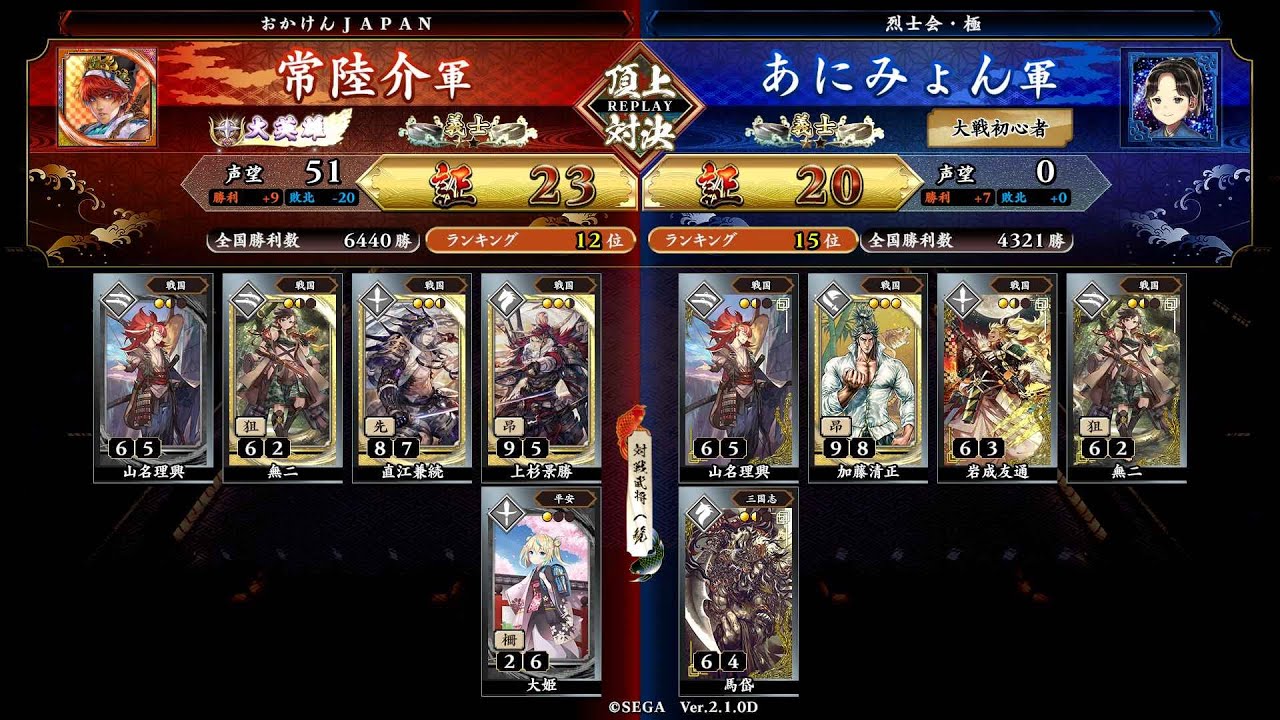 おかけんJAPAN
烈士会・極
常陸介軍
頂上
REPLAY
対決
あにみょん軍
大英雄
義士
義士
大戦初心者
声望 51
勝利 +9 敗北 -20
証 23
証 20
声望 0
勝利 +7 敗北 +0
全国勝利数 6440勝
ランキング 12位
ランキング 15位
全国勝利数 4321勝
戦国
戦国
戦国
戦国
戦国
戦国
戦国
戦国
狙
先
昴
昴
狙
6 5
6 2
8 7
9 5
6 5
9 8
6 3
6 2
山名理興
無二
直江兼続
上杉景勝
山名理興
加藤清正
岩成友通
無二
対戦武将一覧
平安
三国志
柵
2 6
6 4
大姫
馬岱
©SEGA Ver.2.1.0D